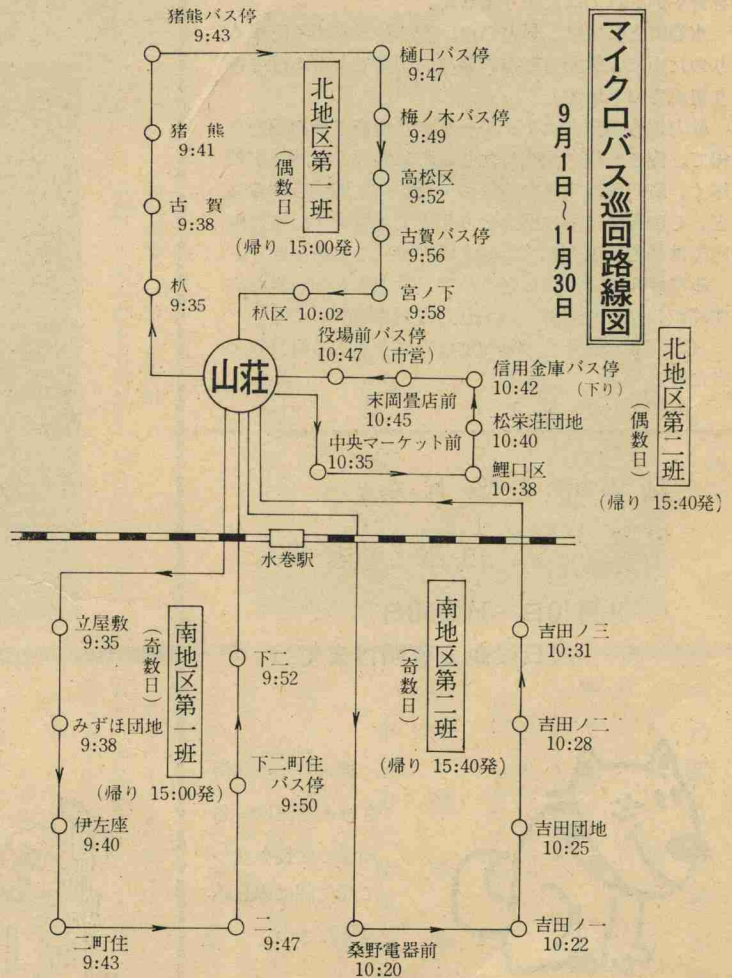 マイクロバス巡回路線図
9月1日～11月30日
北地区第一班
(偶数日)
(帰り 15:00発)
山荘
朳
9:35
古賀
9:38
猪熊
9:41
猪熊バス停
9:43
樋口バス停
9:47
梅ノ木バス停
9:49
高松区
9:52
古賀バス停
9:56
宮ノ下
9:58
朳区 10:02
北地区第二班
(偶数日)
(帰り 15:40発)
中央マーケット前
10:35
鯉口区
10:38
松栄荘団地
10:40
信用金庫バス停
10:42 (下り)
末岡畳店前
10:45
役場前バス停
10:47 (市営)
水巻駅
南地区第一班
(奇数日)
(帰り 15:00発)
立屋敷
9:35
みずほ団地
9:38
伊左座
9:40
二町住
9:43
二
9:47
下二町住
バス停
9:50
下二
9:52
南地区第二班
(奇数日)
(帰り 15:40発)
桑野電器前
10:20
吉田ノ一
10:22
吉田団地
10:25
吉田ノ二
10:28
吉田ノ三
10:31